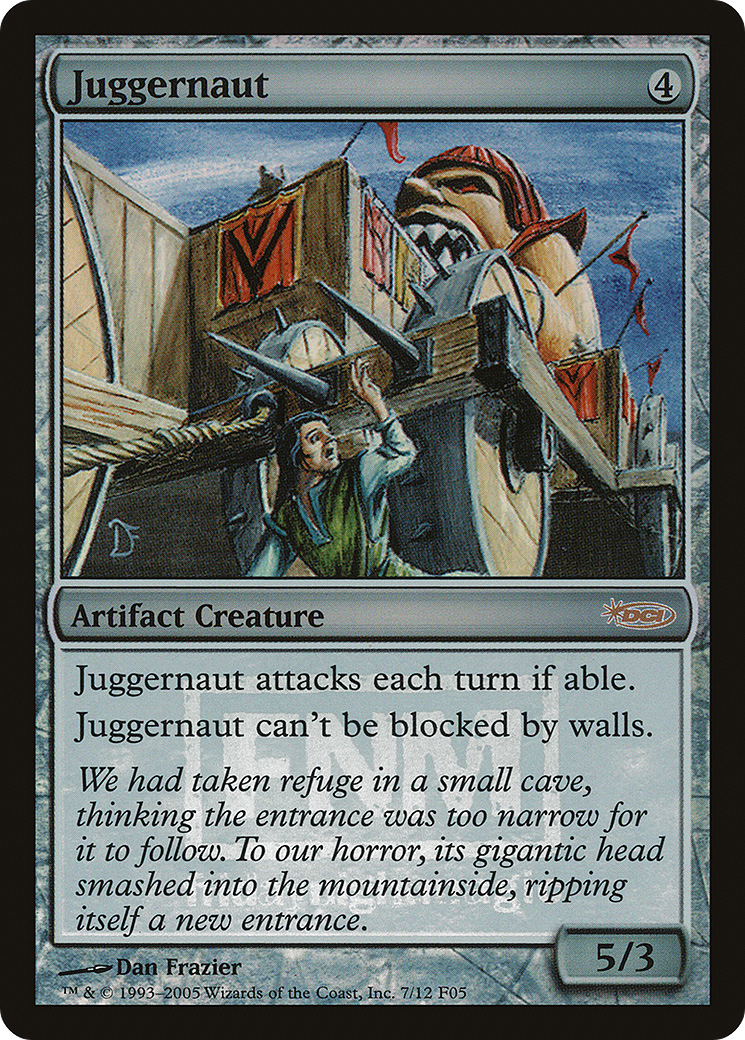 Juggernaut 4
DF
Artifact Creature DCI
Juggernaut attacks each turn if able.
Juggernaut can't be blocked by walls.
FNM
We had taken refuge in a small cave,
thinking the entrance was too narrow for
it to follow. To our horror, its gigantic head
smashed into the mountainside, ripping
itself a new entrance.
5/3
Dan Frazier
™ & © 1993–2005 Wizards of the Coast, Inc. 7/12 F05